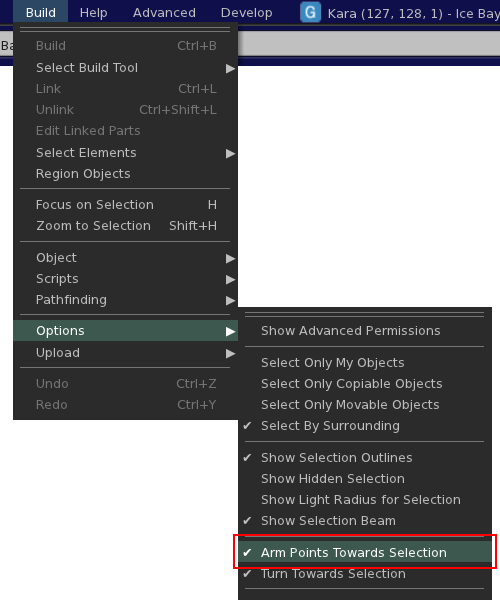 Build Help Advanced Develop G Kara (127, 128, 1) - Ice Bay
Ba
Build Ctrl+B
Select Build Tool ▶
Link Ctrl+L
Unlink Ctrl+Shift+L
Edit Linked Parts
Select Elements ▶
Region Objects
Focus on Selection H
Zoom to Selection Shift+H
Object ▶
Scripts ▶
Pathfinding ▶
Options ▶
Upload ▶
Undo Ctrl+Z
Redo Ctrl+Y
Show Advanced Permissions
Select Only My Objects
Select Only Copiable Objects
Select Only Movable Objects
✔ Select By Surrounding
✔ Show Selection Outlines
Show Hidden Selection
Show Light Radius for Selection
✔ Show Selection Beam
✔ Arm Points Towards Selection
✔ Turn Towards Selection